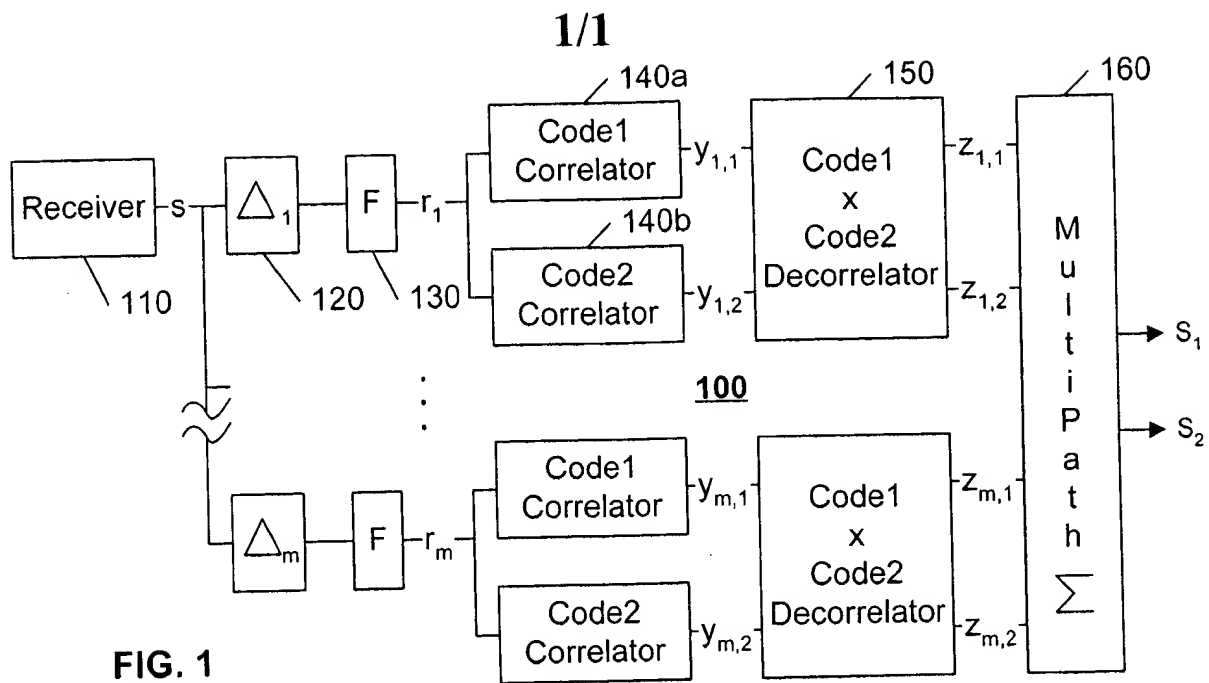 1/1
140a
150
160
Code1
Correlator
y1,1
Code1
x
Code2
Decorrelator
z1,1
Receiver
s
Δ1
F
r1
140b
Code2
Correlator
y1,2
z1,2
110
120
130
MultiPath
Σ
S1
S2
100
Δm
F
rm
Code1
Correlator
ym,1
Code1
x
Code2
Decorrelator
zm,1
Code2
Correlator
ym,2
zm,2
FIG. 1